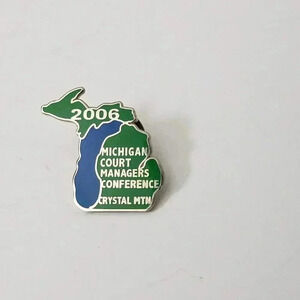 2006
MICHIGAN
COURT
MANAGERS
CONFERENCE
CRYSTAL MTN